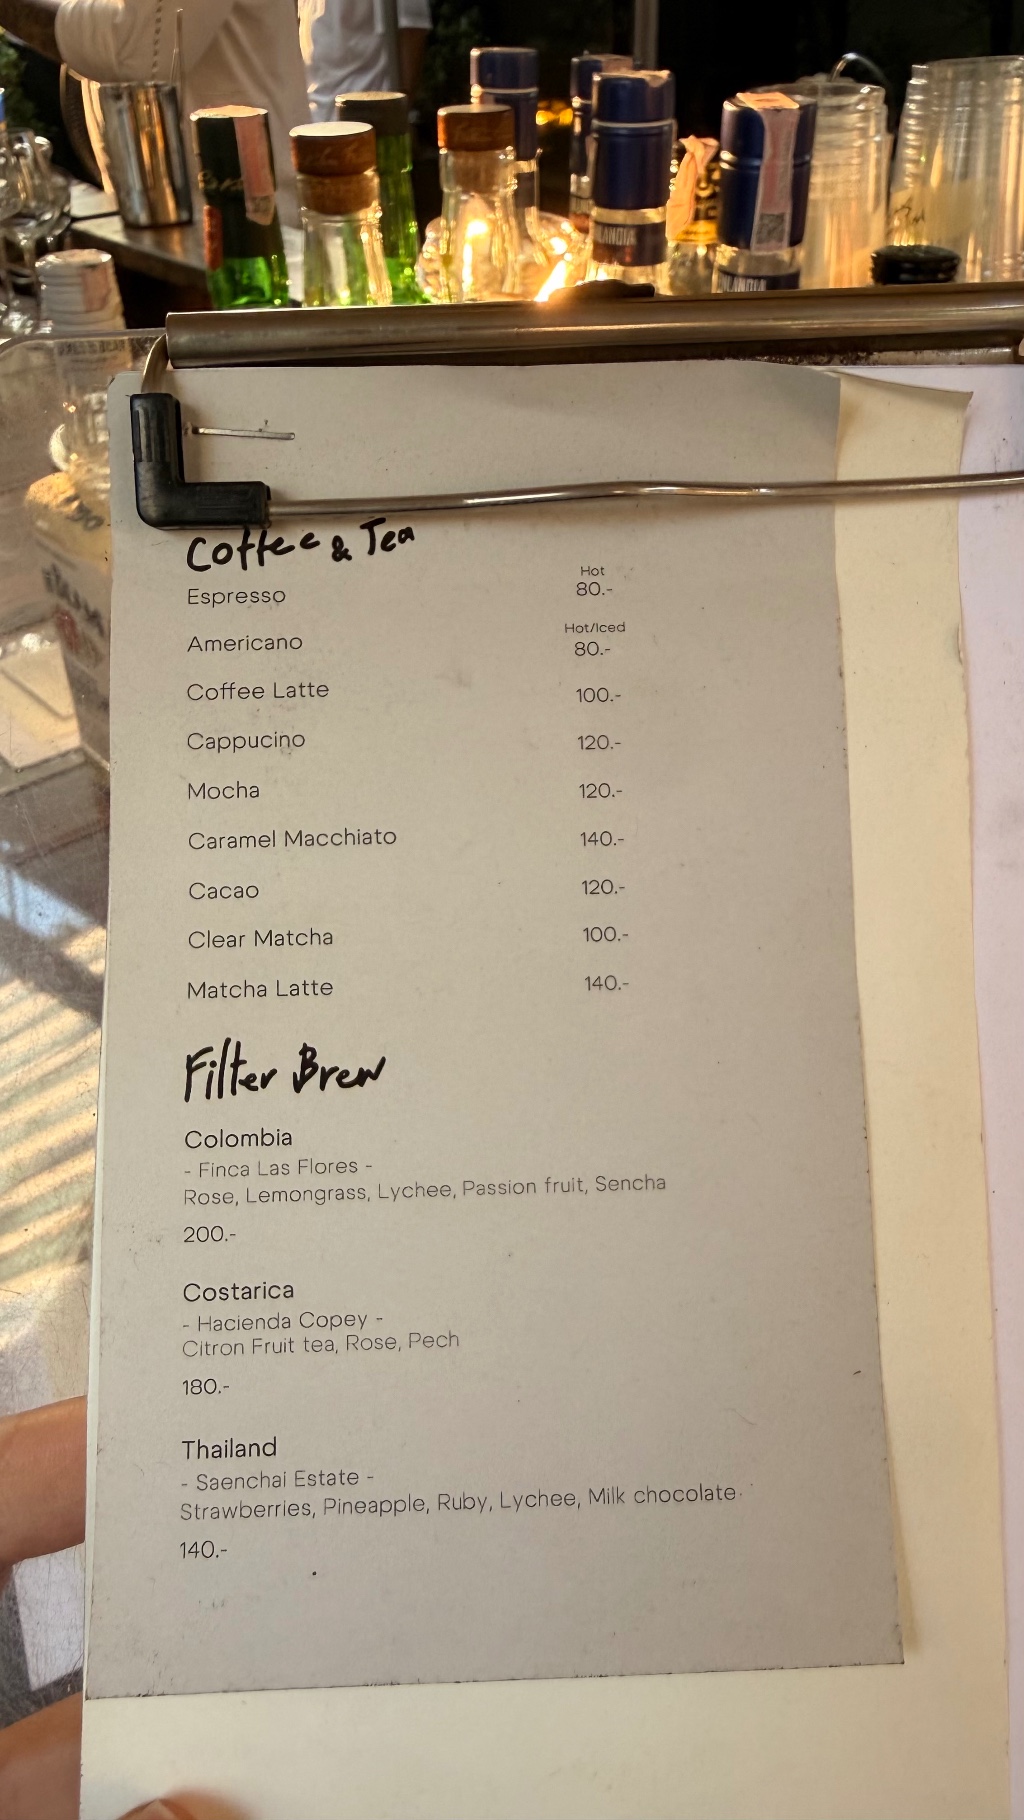 Coffee & Tea
Hot
Espresso 80.-
Hot/Iced
Americano 80.-
Coffee Latte 100.-
Cappucino 120.-
Mocha 120.-
Caramel Macchiato 140.-
Cacao 120.-
Clear Matcha 100.-
Matcha Latte 140.-
Filter Brew
Colombia
- Finca Las Flores -
Rose, Lemongrass, Lychee, Passion fruit, Sencha
200.-
Costarica
- Hacienda Copey -
Citron Fruit tea, Rose, Pech
180.-
Thailand
- Saenchai Estate -
Strawberries, Pineapple, Ruby, Lychee, Milk chocolate
140.-